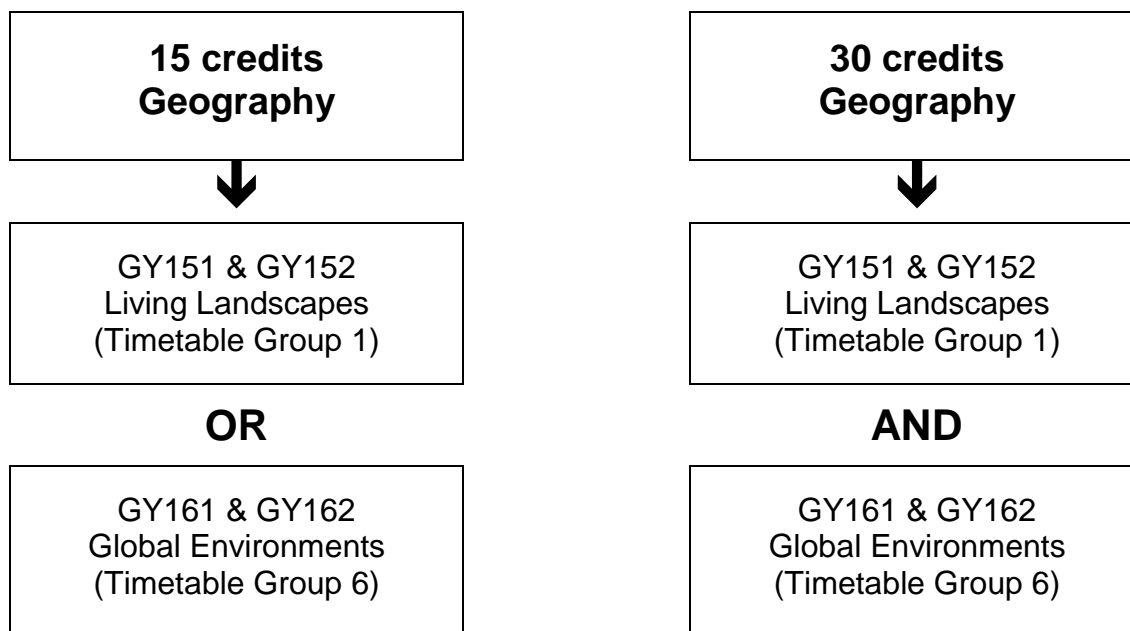 15 credits
Geography
GY151 & GY152
Living Landscapes
(Timetable Group 1)
OR
GY161 & GY162
Global Environments
(Timetable Group 6)
30 credits
Geography
GY151 & GY152
Living Landscapes
(Timetable Group 1)
AND
GY161 & GY162
Global Environments
(Timetable Group 6)